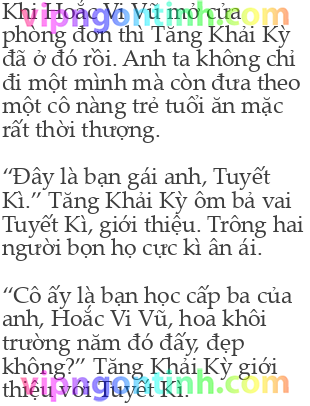 Khi Hoắc Vi Vũ mở cửa
phòng đơn thì Tăng Khải Kỳ
đã ở đó rồi. Anh ta không chỉ
đi một mình mà còn đưa theo
một cô nàng trẻ tuổi ăn mặc
rất thời thượng.
“Đây là bạn gái anh, Tuyết
Kì.” Tăng Khải Kỳ ôm bả vai
Tuyết Kì, giới thiệu. Trông hai
người bọn họ cực kì ân ái.
“Cô ấy là bạn học cấp ba của
anh, Hoắc Vi Vũ, hoa khôi
trường năm đó đấy, đẹp
không?” Tăng Khải Kỳ giới
thiệu với Tuyết Kì.
vipngontinh.com
vipngontinh.com